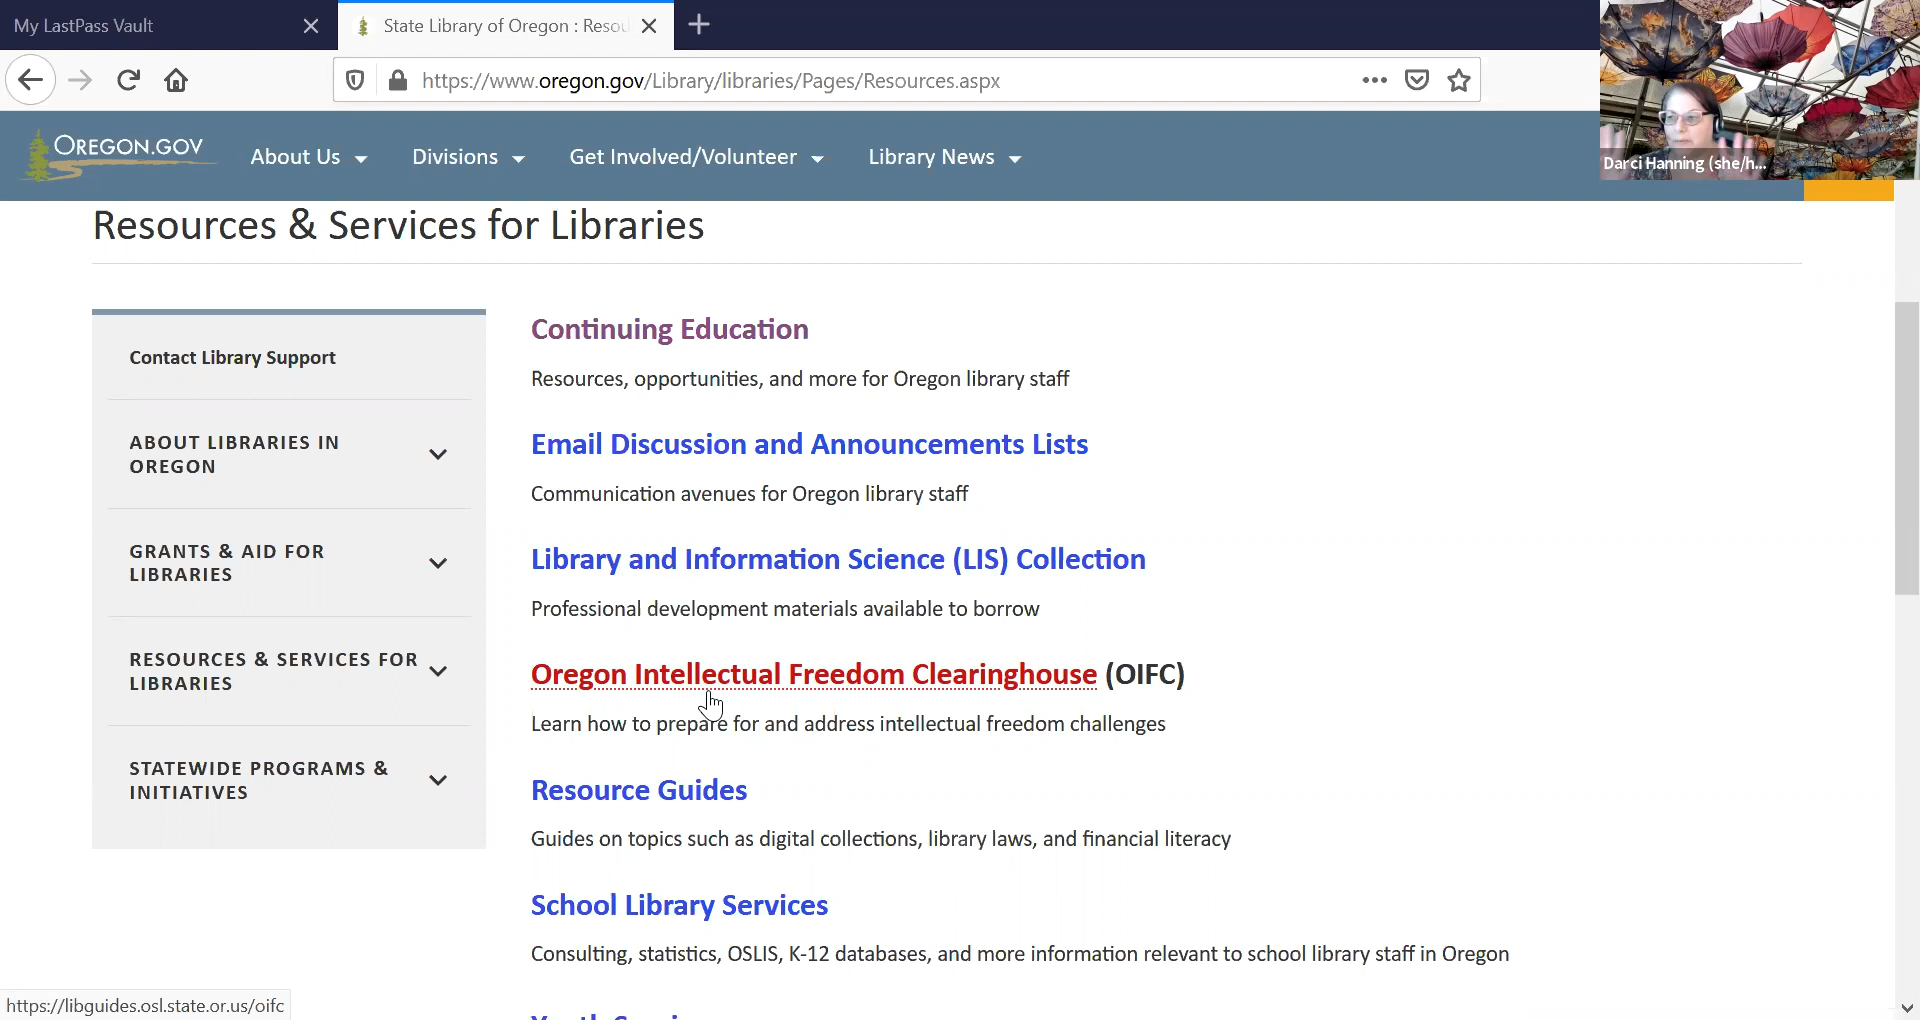 My LastPass Vault
State Library of Oregon : Resou
https://www.oregon.gov/Library/libraries/Pages/Resources.aspx
Darci Hanning (she/h...
OREGON.GOV
About Us
Divisions
Get Involved/Volunteer
Library News
Resources & Services for Libraries
Contact Library Support
ABOUT LIBRARIES IN
OREGON
GRANTS & AID FOR
LIBRARIES
RESOURCES & SERVICES FOR
LIBRARIES
STATEWIDE PROGRAMS &
INITIATIVES
Continuing Education
Resources, opportunities, and more for Oregon library staff
Email Discussion and Announcements Lists
Communication avenues for Oregon library staff
Library and Information Science (LIS) Collection
Professional development materials available to borrow
Oregon Intellectual Freedom Clearinghouse (OIFC)
Learn how to prepare for and address intellectual freedom challenges
Resource Guides
Guides on topics such as digital collections, library laws, and financial literacy
School Library Services
Consulting, statistics, OSLIS, K-12 databases, and more information relevant to school library staff in Oregon
https://libguides.osl.state.or.us/oifc